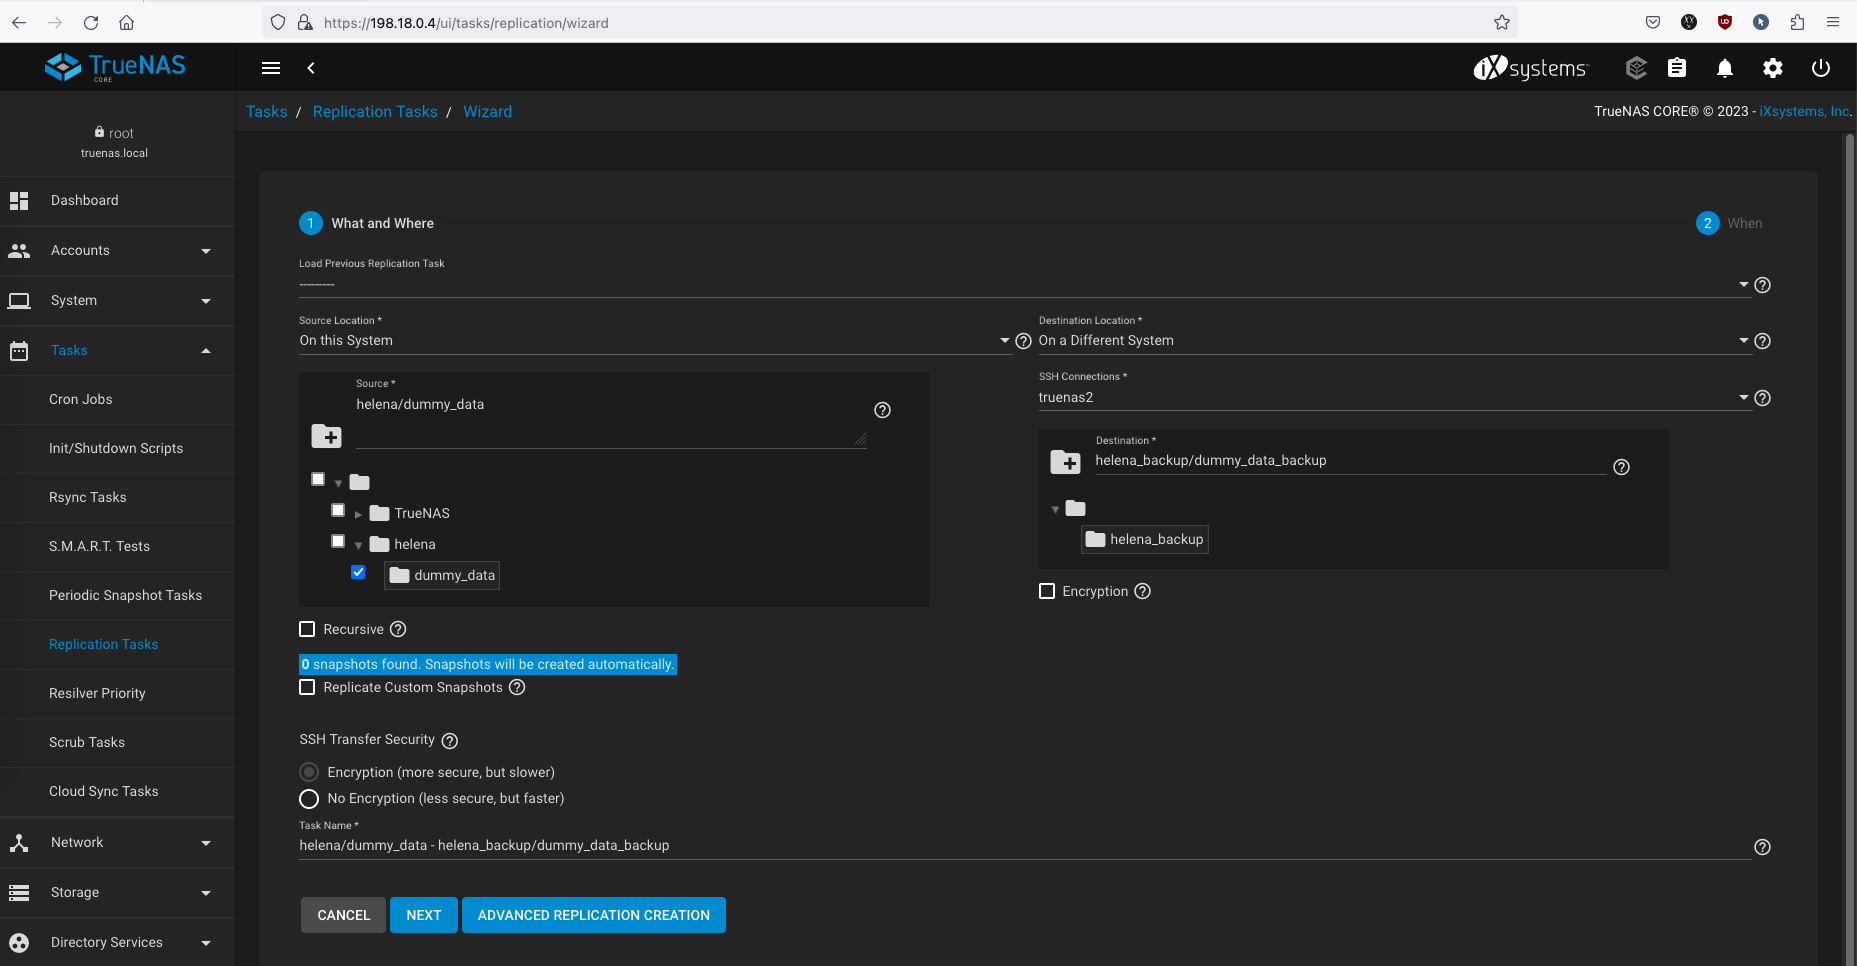 https://198.18.0.4/ui/tasks/replication/wizard
TrueNAS
CORE
iXsystems
root
truenas.local
Tasks / Replication Tasks / Wizard
TrueNAS CORE® © 2023 - iXsystems, Inc.
Dashboard
Accounts
System
Tasks
Cron Jobs
Init/Shutdown Scripts
Rsync Tasks
S.M.A.R.T. Tests
Periodic Snapshot Tasks
Replication Tasks
Resilver Priority
Scrub Tasks
Cloud Sync Tasks
Network
Storage
Directory Services
1 What and Where
2 When
Load Previous Replication Task
---------
Source Location *
On this System
Destination Location *
On a Different System
Source *
helena/dummy_data
TrueNAS
helena
dummy_data
SSH Connections *
truenas2
Destination *
helena_backup/dummy_data_backup
helena_backup
Encryption
Recursive
0 snapshots found. Snapshots will be created automatically.
Replicate Custom Snapshots
SSH Transfer Security
Encryption (more secure, but slower)
No Encryption (less secure, but faster)
Task Name *
helena/dummy_data - helena_backup/dummy_data_backup
CANCEL
NEXT
ADVANCED REPLICATION CREATION